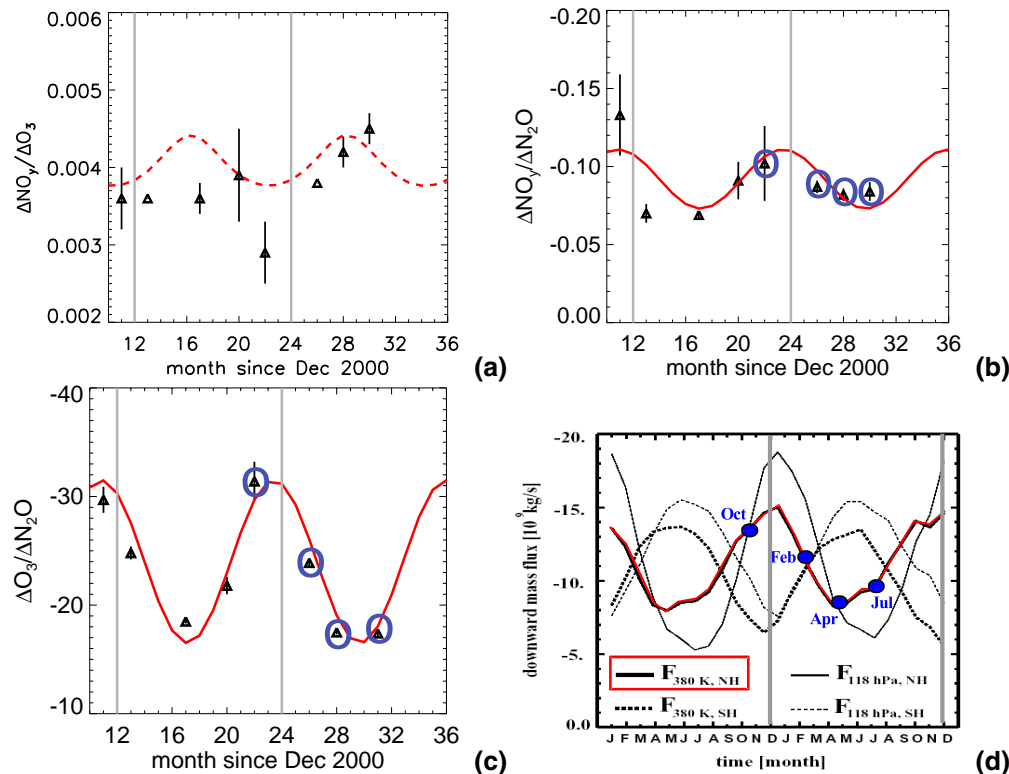 0.006
0.005
0.004
0.003
0.002
ΔNOy/ΔO3
12 16 20 24 28 32 36
month since Dec 2000
(a)
-0.20
-0.15
-0.10
-0.05
0.00
ΔNOy/ΔN2O
12 16 20 24 28 32 36
month since Dec 2000
(b)
-40
-30
-20
-10
ΔO3/ΔN2O
12 16 20 24 28 32 36
month since Dec 2000
(c)
-20.
-15.
-10.
-5.
0.0
downward mass flux [10^9 kg/s]
Oct
Feb
Apr
Jul
F380 K, NH
F118 hPa, NH
F380 K, SH
F118 hPa, SH
J F M A M J J A S O N D J F M A M J J A S O N D
time [month]
(d)